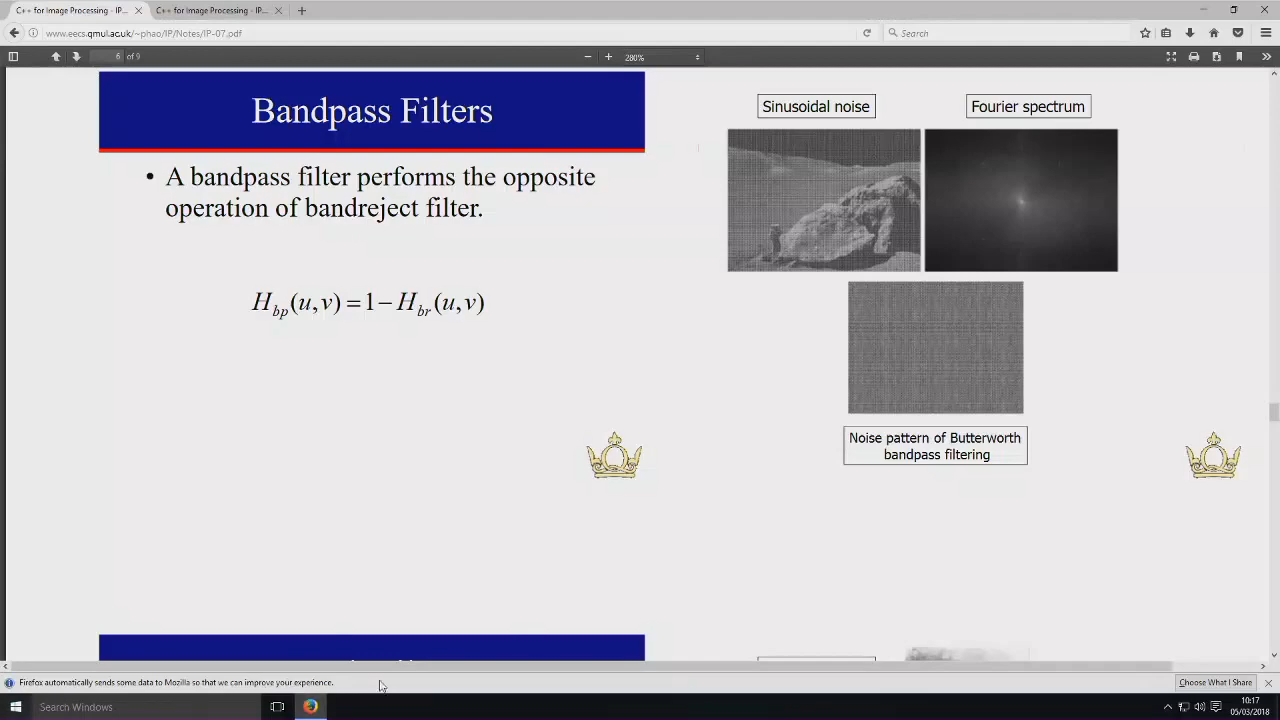 C++ for Image Processing - IP...
C++ for Image Processing - IP...
www.eecs.qmul.ac.uk/~phao/IP/Notes/IP-07.pdf
Search
6 of 9
280%
Bandpass Filters
• A bandpass filter performs the opposite
operation of bandreject filter.
H_bp(u,v)=1−H_br(u,v)
Sinusoidal noise
Fourier spectrum
Noise pattern of Butterworth
bandpass filtering
Firefox automatically sends some data to Mozilla so that we can improve your experience.
Choose What I Share
Search Windows
10:17
05/03/2018